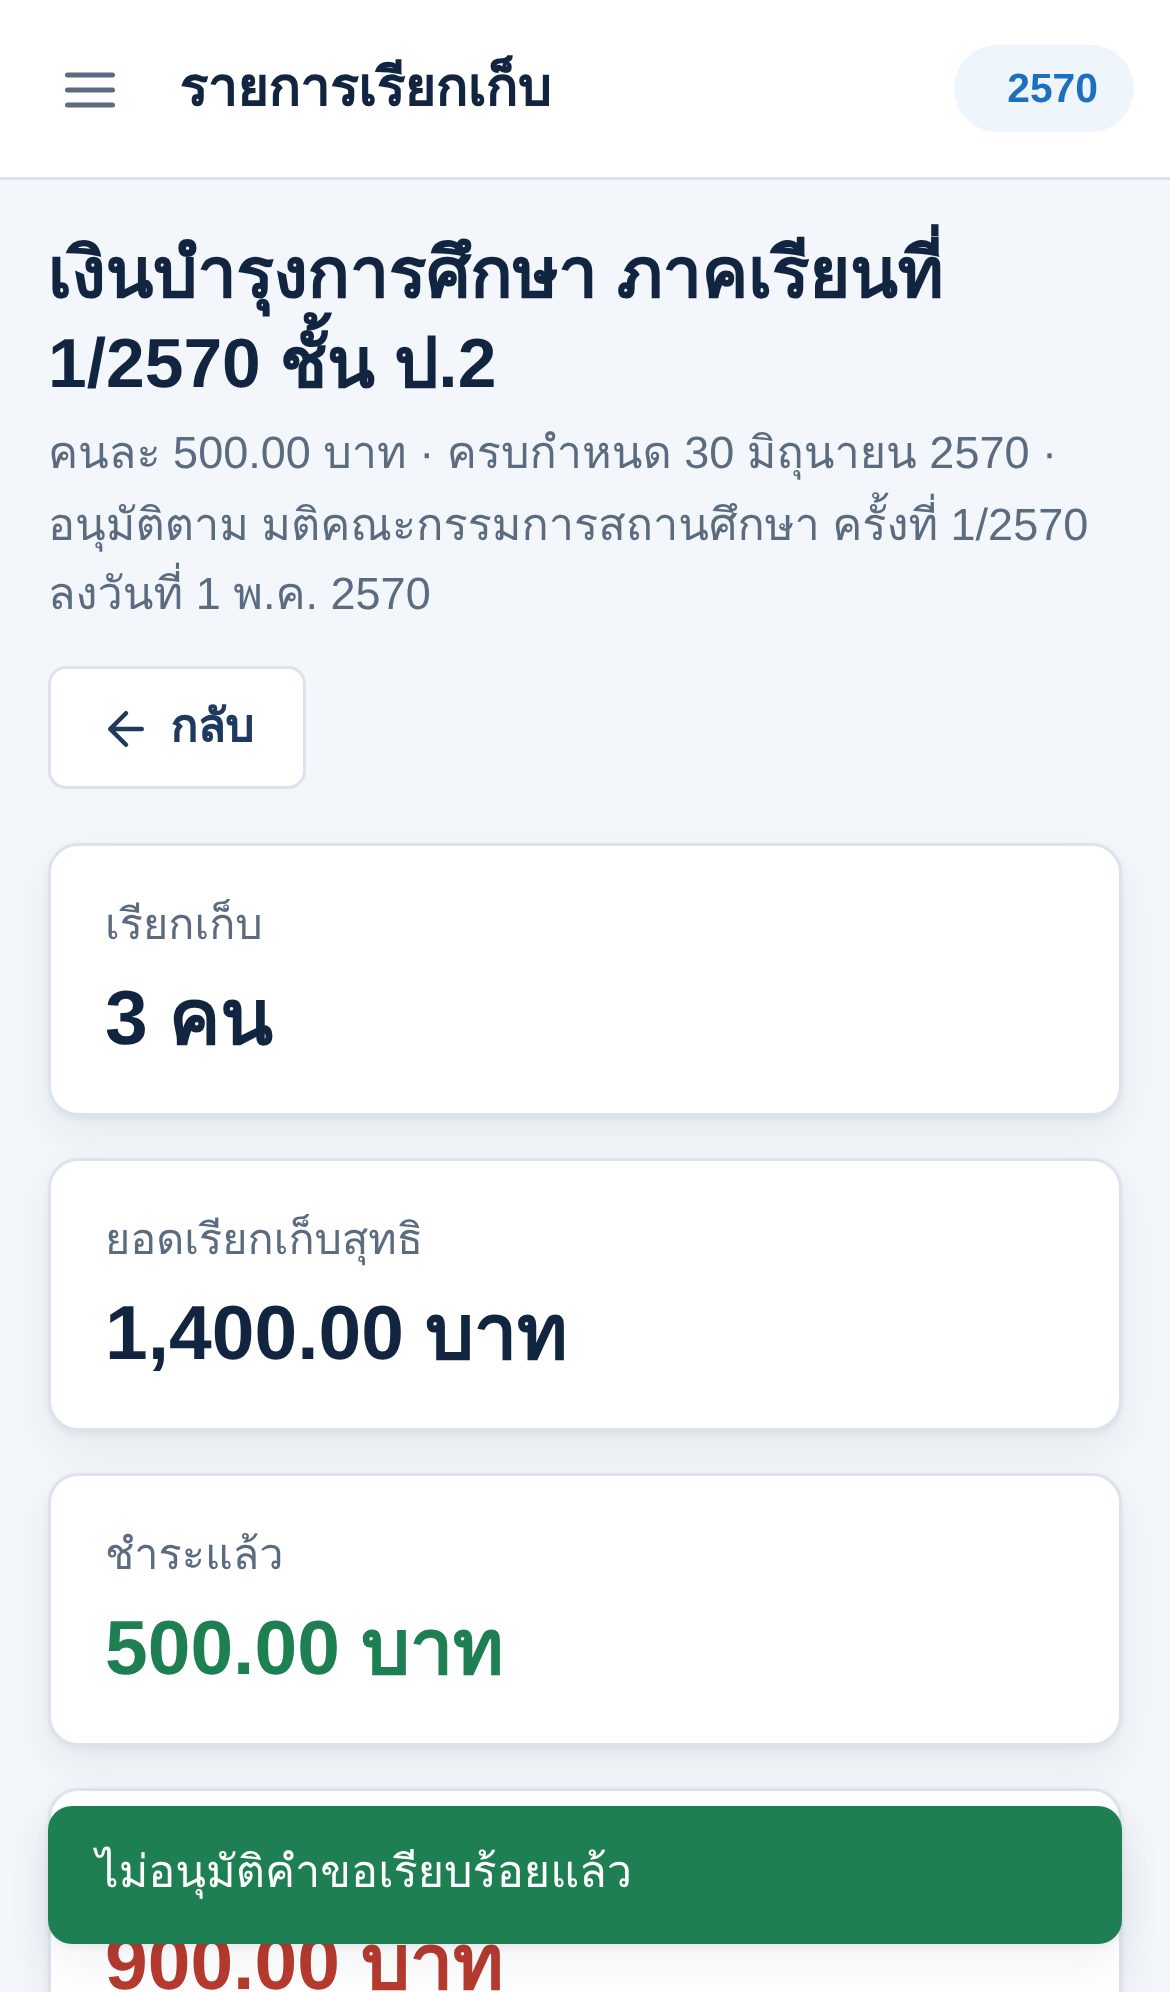 รายการเรียกเก็บ
2570
เงินบำรุงการศึกษา ภาคเรียนที่
1/2570 ชั้น ป.2
คนละ 500.00 บาท · ครบกำหนด 30 มิถุนายน 2570 ·
อนุมัติตาม มติคณะกรรมการสถานศึกษา ครั้งที่ 1/2570
ลงวันที่ 1 พ.ค. 2570
กลับ
เรียกเก็บ
3 คน
ยอดเรียกเก็บสุทธิ
1,400.00 บาท
ชำระแล้ว
500.00 บาท
ไม่อนุมัติคำขอเรียบร้อยแล้ว
900.00 บาท